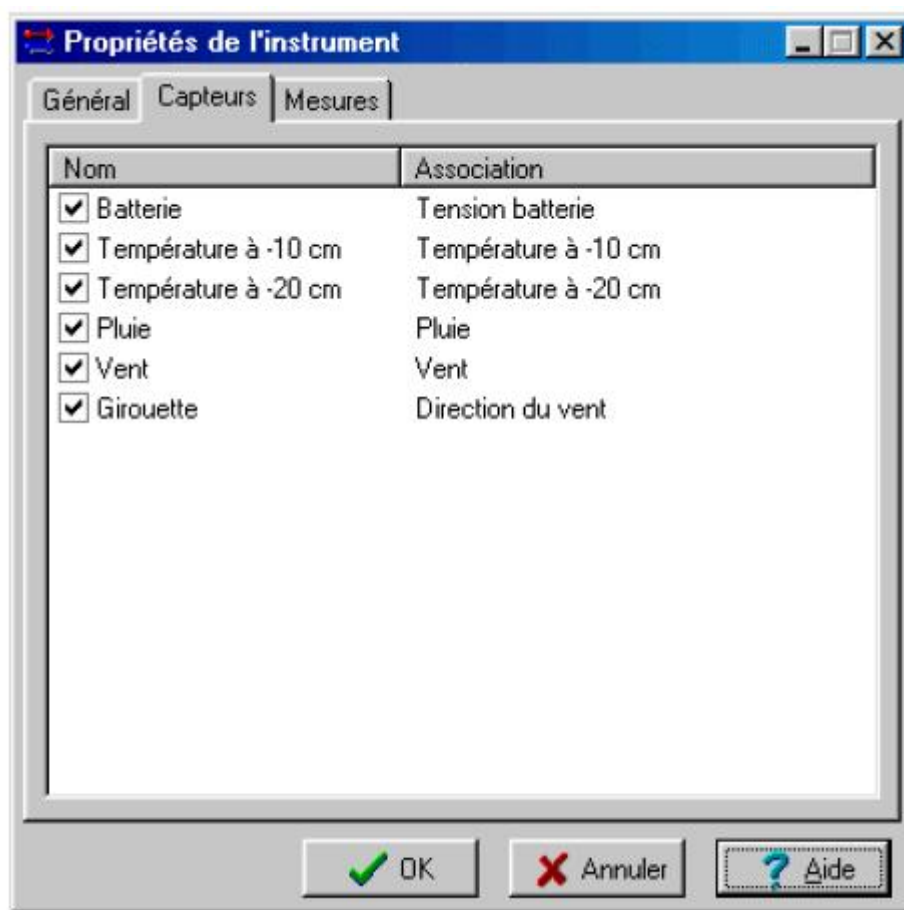 Propriétés de l'instrument
Général Capteurs Mesures
Nom Association
Batterie Tension batterie
Température à -10 cm Température à -10 cm
Température à -20 cm Température à -20 cm
Pluie Pluie
Vent Vent
Girouette Direction du vent
OK Annuler Aide